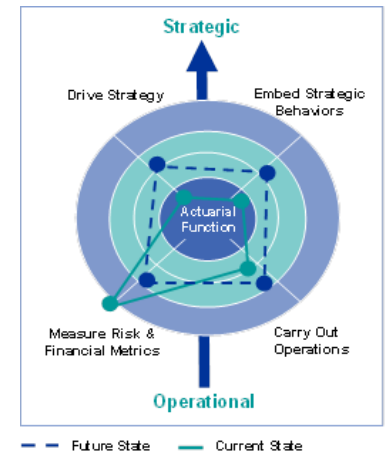 Strategic
Drive Strategy
Embed Strategic
Behaviors
Actuarial
Function
Measure Risk &
Financial Metrics
Carry Out
Operations
Operational
Future State
Current State